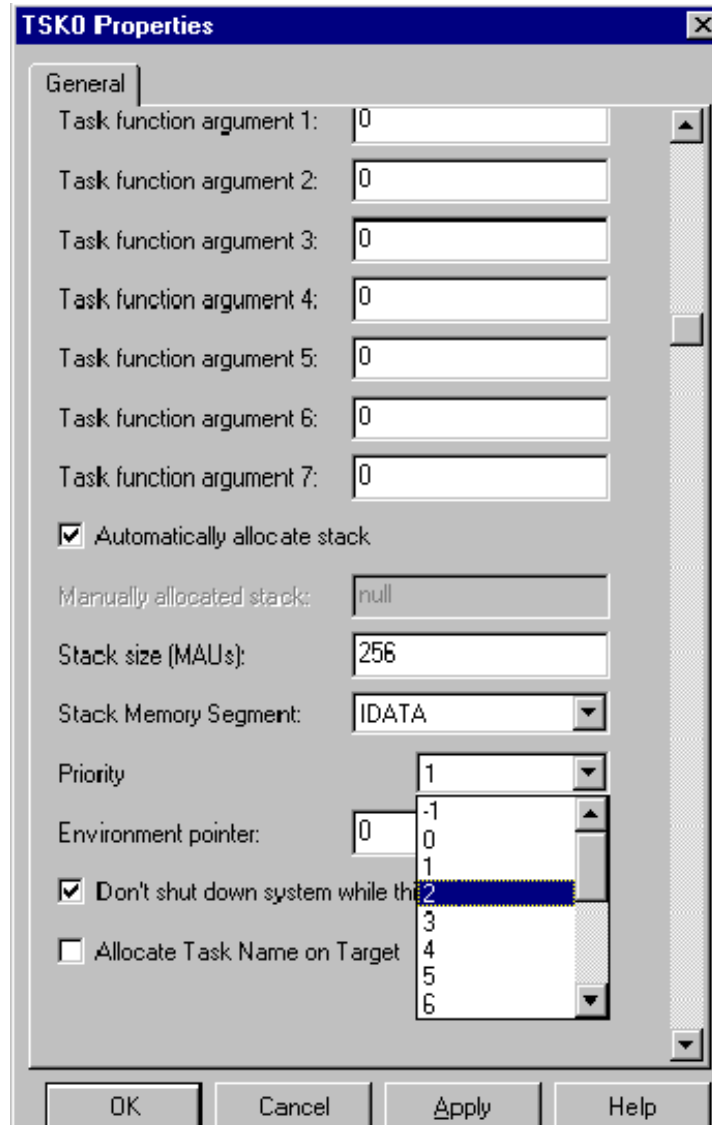 TSK0 Properties
General
Task function argument 1: 0
Task function argument 2: 0
Task function argument 3: 0
Task function argument 4: 0
Task function argument 5: 0
Task function argument 6: 0
Task function argument 7: 0
Automatically allocate stack
Manually allocated stack: null
Stack size (MAUs): 256
Stack Memory Segment: IDATA
Priority 1
-1
Environment pointer: 0 0
1
Don't shut down system while 2
3
Allocate Task Name on Target 4
5
6
OK Cancel Apply Help